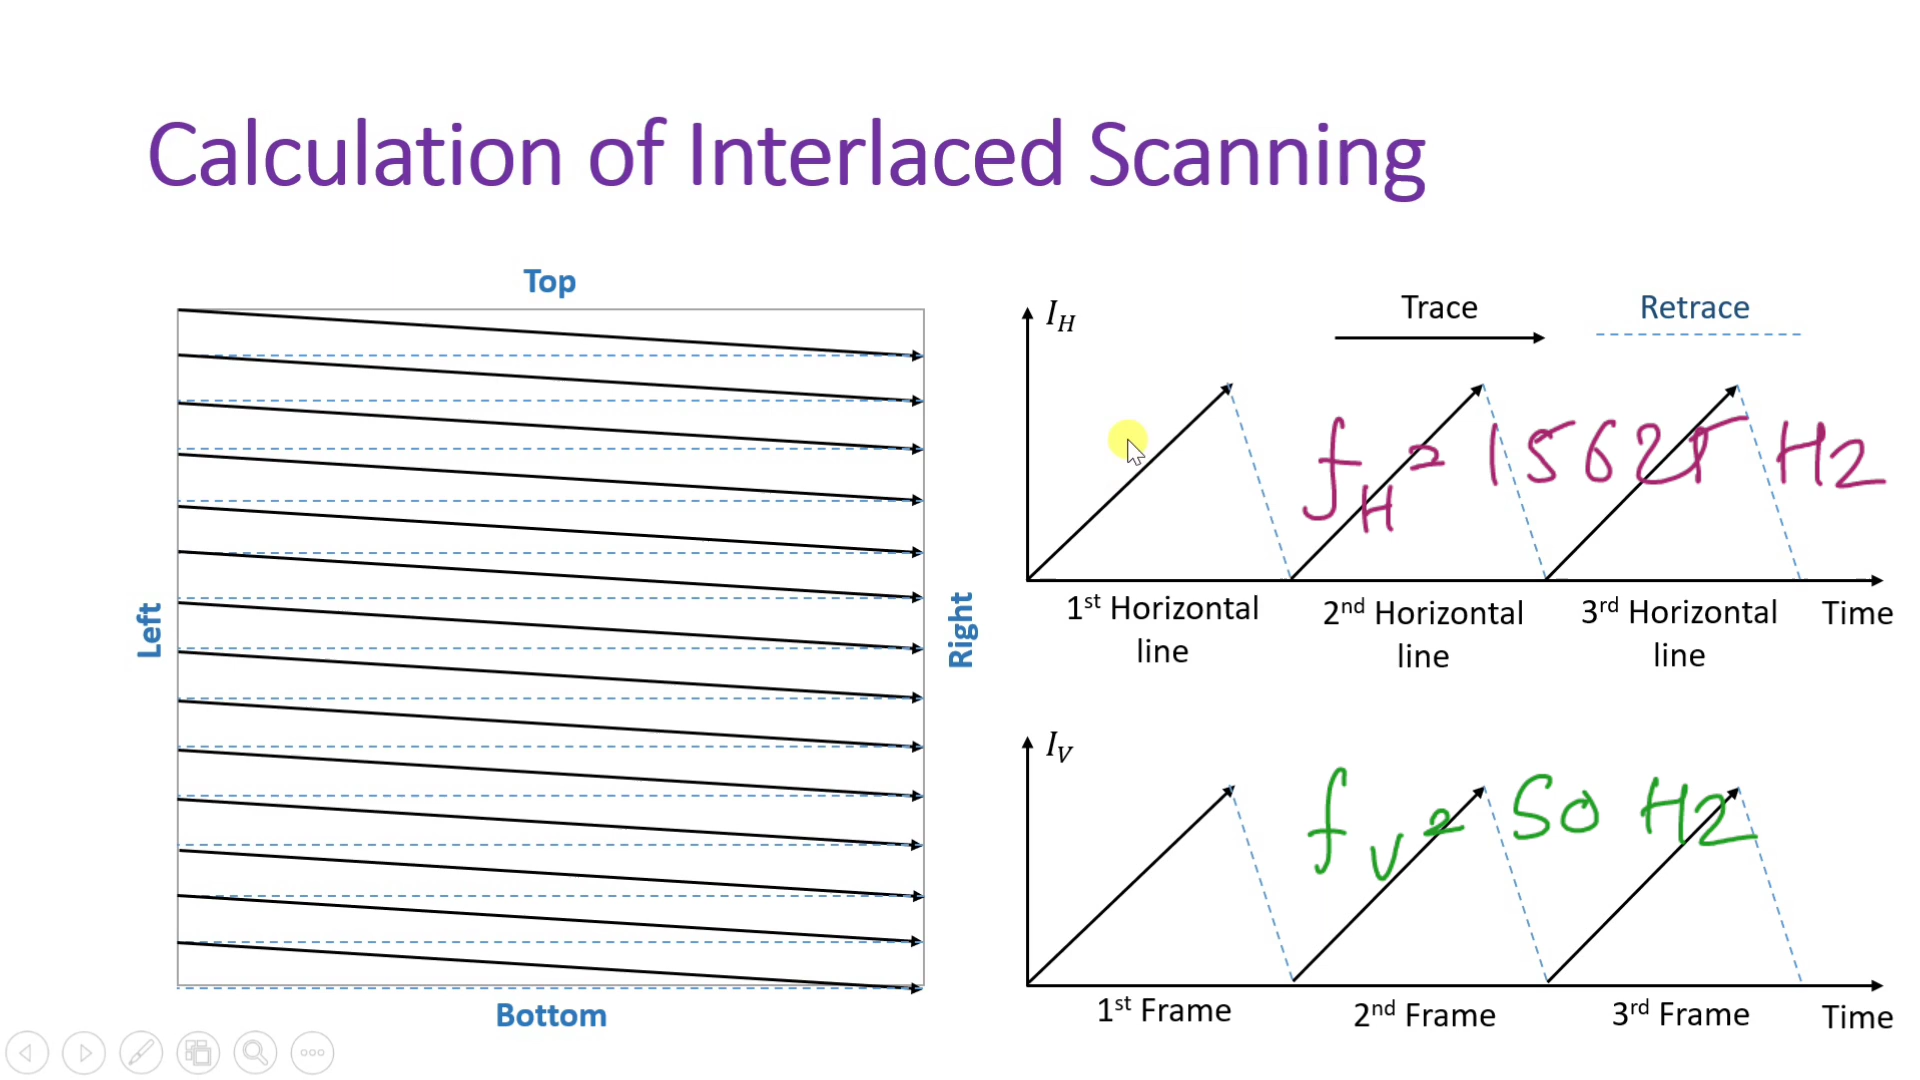 Calculation of Interlaced Scanning
Top
Left
Right
Bottom
I_H
Trace
Retrace
f_H = 15625 Hz
1st Horizontal line
2nd Horizontal line
3rd Horizontal line
Time
I_V
f_V = 50 Hz
1st Frame
2nd Frame
3rd Frame
Time